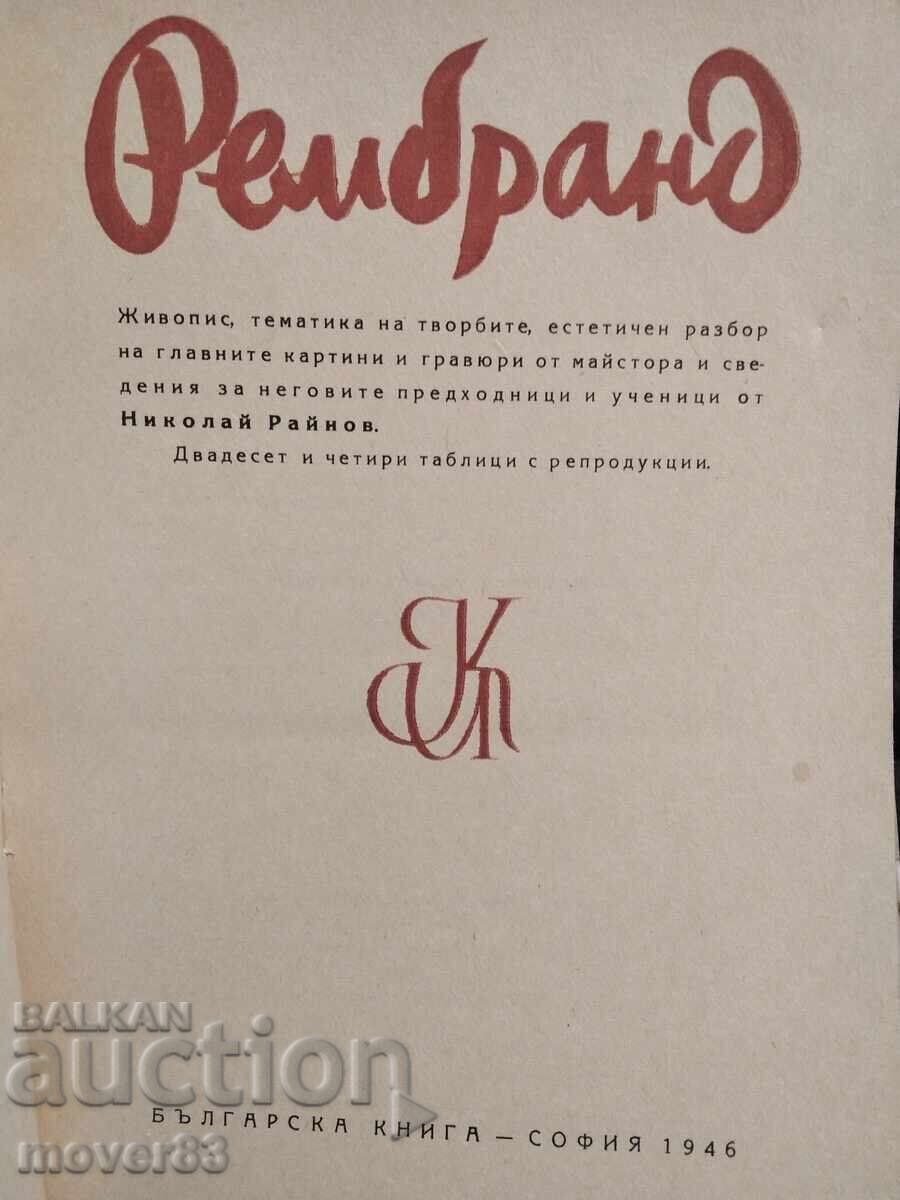 Рембранд
Живопис, тематика на творбите, естетичен разбор
на главните картини и гравюри от майстора и све-
дения за неговите предходници и ученици от
Николай Райнов.
Двадесет и четири таблици с репродукции.
BALKAN
auction
БЪЛГАРСКА КНИГА — СОФИЯ 1946
mover83